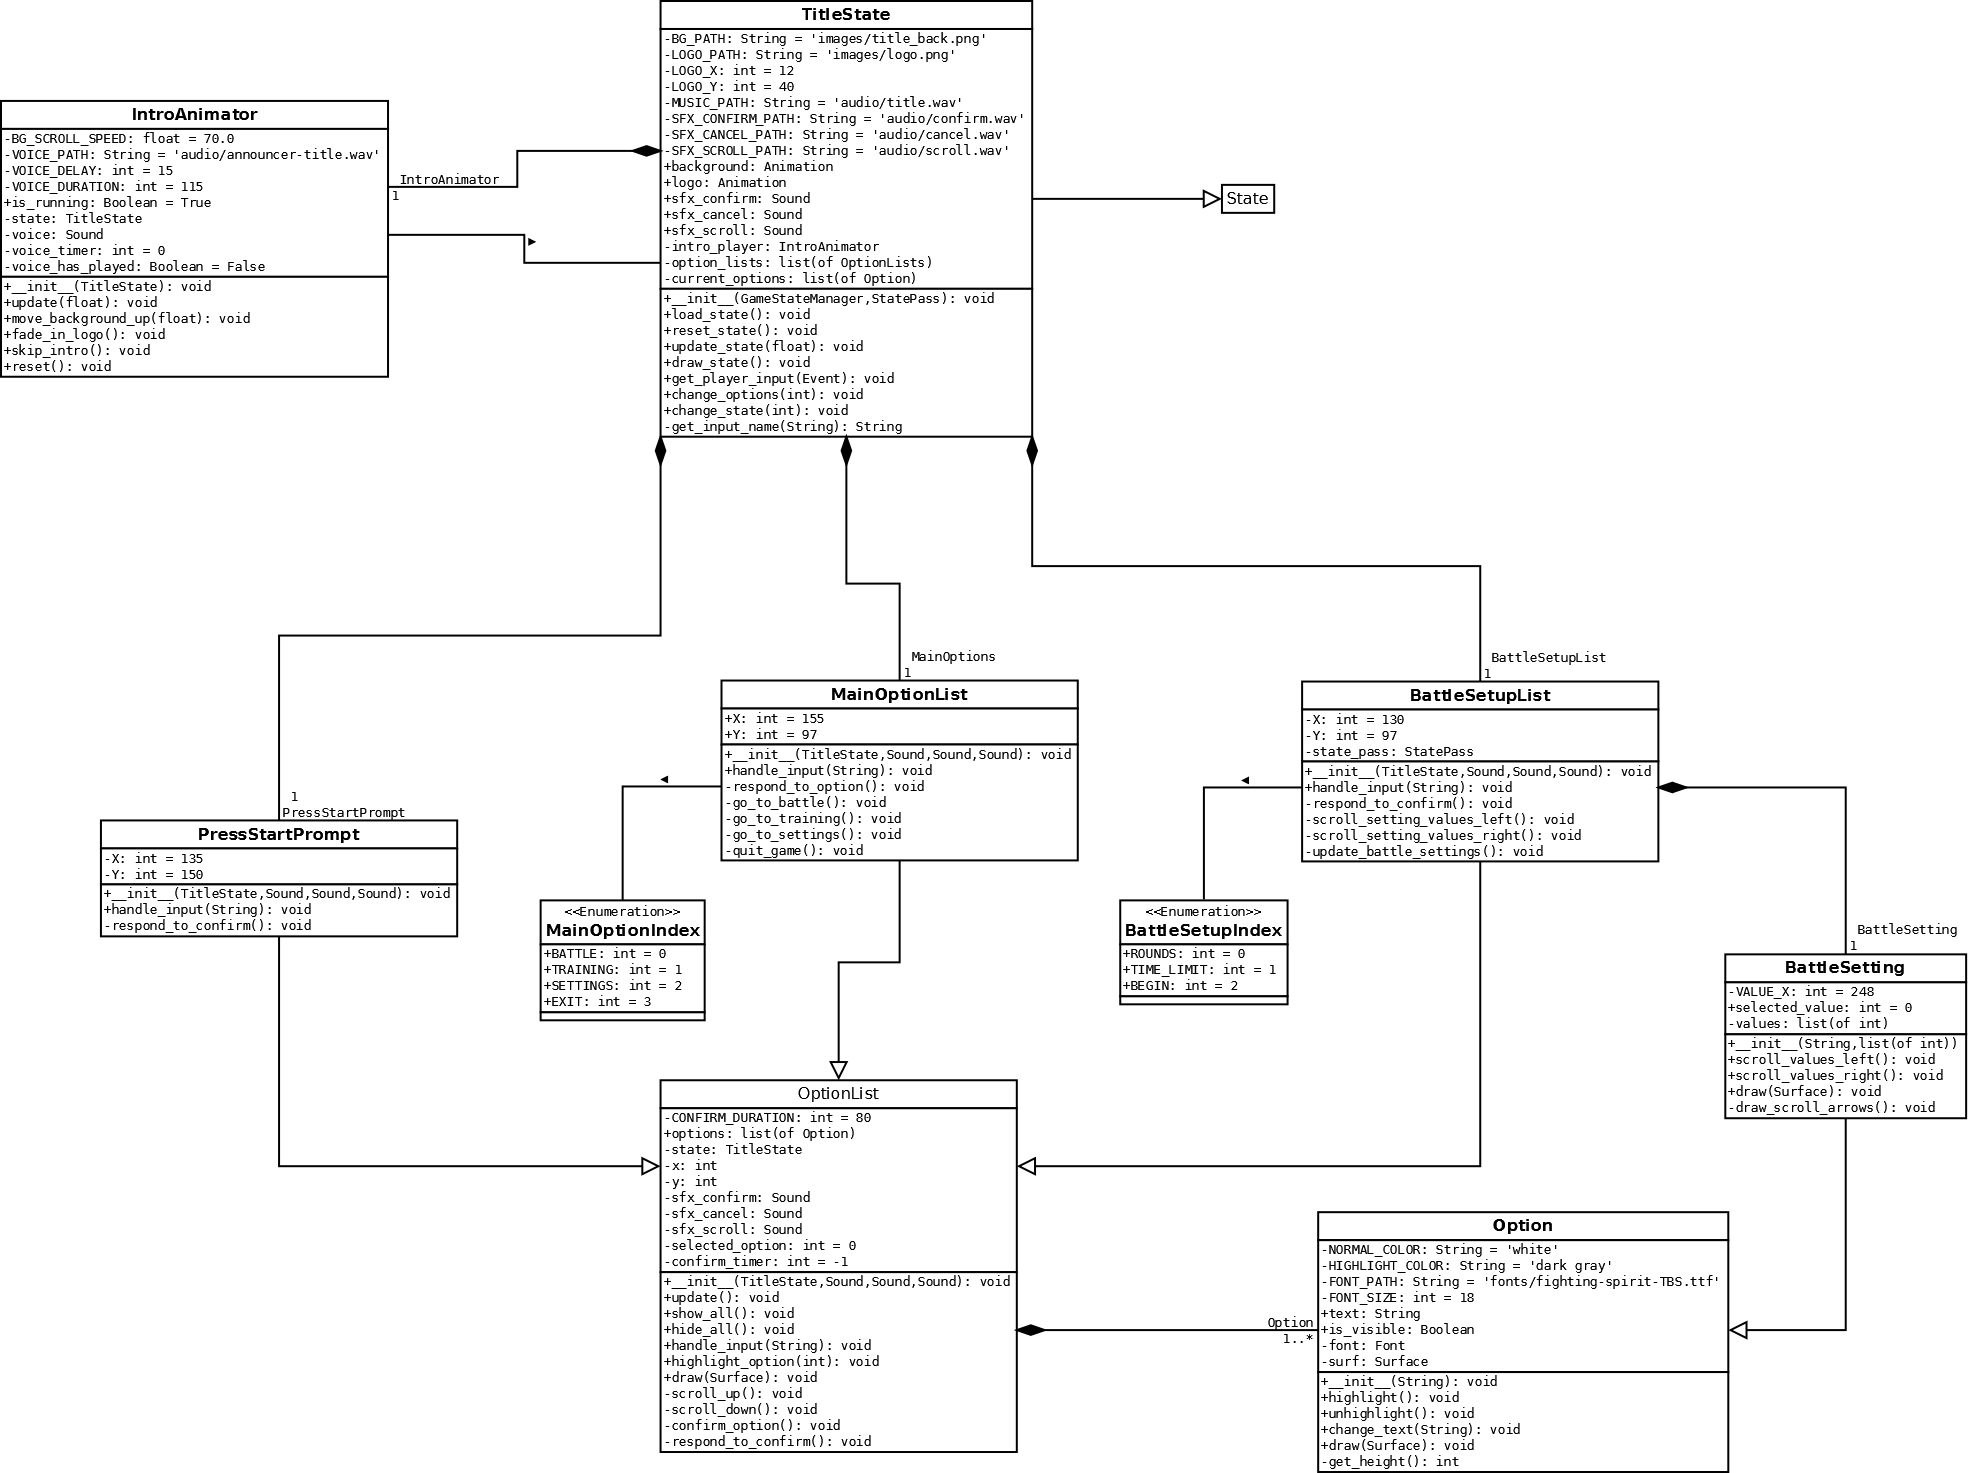 TitleState
-BG_PATH: String = 'images/title_back.png'
-LOGO_PATH: String = 'images/logo.png'
-LOGO_X: int = 12
-LOGO_Y: int = 40
-MUSIC_PATH: String = 'audio/title.wav'
-SFX_CONFIRM_PATH: String = 'audio/confirm.wav'
-SFX_CANCEL_PATH: String = 'audio/cancel.wav'
-SFX_SCROLL_PATH: String = 'audio/scroll.wav'
+background: Animation
+logo: Animation
+sfx_confirm: Sound
+sfx_cancel: Sound
+sfx_scroll: Sound
-intro_player: IntroAnimator
-option_lists: list(of OptionLists)
-current_options: list(of Option)
+__init__(GameStateManager,StatePass): void
+load_state(): void
+reset_state(): void
+update_state(float): void
+draw_state(): void
+get_player_input(Event): void
+change_options(int): void
+change_state(int): void
-get_input_name(String): String
IntroAnimator
-BG_SCROLL_SPEED: float = 70.0
-VOICE_PATH: String = 'audio/announcer-title.wav'
-VOICE_DELAY: int = 15
-VOICE_DURATION: int = 115
+is_running: Boolean = True
-state: TitleState
-voice: Sound
-voice_timer: int = 0
-voice_has_played: Boolean = False
+__init__(TitleState): void
+update(float): void
+move_background_up(float): void
+fade_in_logo(): void
+skip_intro(): void
+reset(): void
IntroAnimator
1
State
MainOptions
1
MainOptionList
+X: int = 155
+Y: int = 97
+__init__(TitleState,Sound,Sound,Sound): void
+handle_input(String): void
-respond_to_option(): void
-go_to_battle(): void
-go_to_training(): void
-go_to_settings(): void
-quit_game(): void
BattleSetupList
1
BattleSetupList
-X: int = 130
-Y: int = 97
-state_pass: StatePass
+__init__(TitleState,Sound,Sound,Sound): void
+handle_input(String): void
-respond_to_confirm(): void
-scroll_setting_values_left(): void
-scroll_setting_values_right(): void
-update_battle_settings(): void
1
PressStartPrompt
PressStartPrompt
-X: int = 135
-Y: int = 150
+__init__(TitleState,Sound,Sound,Sound): void
+handle_input(String): void
-respond_to_confirm(): void
<<Enumeration>>
MainOptionIndex
+BATTLE: int = 0
+TRAINING: int = 1
+SETTINGS: int = 2
+EXIT: int = 3
<<Enumeration>>
BattleSetupIndex
+ROUNDS: int = 0
+TIME_LIMIT: int = 1
+BEGIN: int = 2
BattleSetting
1
BattleSetting
-VALUE_X: int = 248
+selected_value: int = 0
-values: list(of int)
+__init__(String,list(of int))
+scroll_values_left(): void
+scroll_values_right(): void
+draw(Surface): void
-draw_scroll_arrows(): void
OptionList
-CONFIRM_DURATION: int = 80
+options: list(of Option)
-state: TitleState
-x: int
-y: int
-sfx_confirm: Sound
-sfx_cancel: Sound
-sfx_scroll: Sound
-selected_option: int = 0
-confirm_timer: int = -1
+__init__(TitleState,Sound,Sound,Sound): void
+update(): void
+show_all(): void
+hide_all(): void
+handle_input(String): void
+highlight_option(int): void
+draw(Surface): void
-scroll_up(): void
-scroll_down(): void
-confirm_option(): void
-respond_to_confirm(): void
Option
1..*
Option
-NORMAL_COLOR: String = 'white'
-HIGHLIGHT_COLOR: String = 'dark gray'
-FONT_PATH: String = 'fonts/fighting-spirit-TBS.ttf'
-FONT_SIZE: int = 18
+text: String
+is_visible: Boolean
-font: Font
-surf: Surface
+__init__(String): void
+highlight(): void
+unhighlight(): void
+change_text(String): void
+draw(Surface): void
-get_height(): int